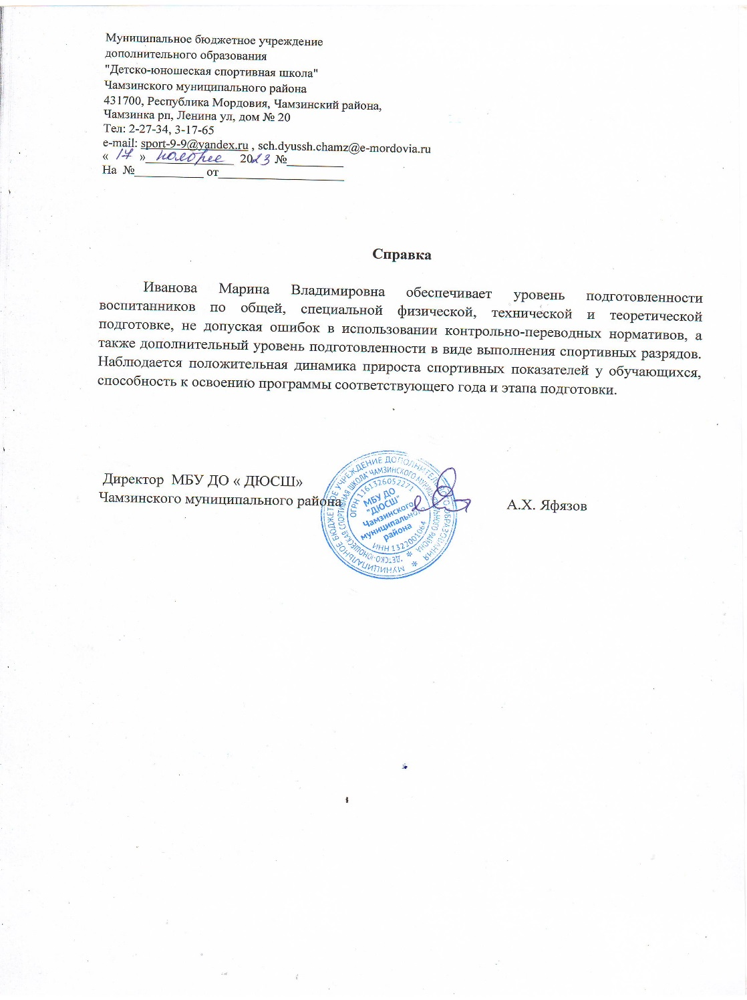 Муниципальное бюджетное учреждение
дополнительного образования
"Детско-юношеская спортивная школа"
Чамзинского муниципального района
431700, Республика Мордовия, Чамзинский района,
Чамзинка рп, Ленина ул, дом № 20
Тел: 2-27-34, 3-17-65
e-mail: sport-9-9@yandex.ru , sch.dyussh.chamz@e-mordovia.ru
« 17 » ноября 2023 №_________
На №___________ от____________________
Справка
Иванова Марина Владимировна обеспечивает уровень подготовленности
воспитанников по общей, специальной физической, технической и теоретической
подготовке, не допуская ошибок в использовании контрольно-переводных нормативов, а
также дополнительный уровень подготовленности в виде выполнения спортивных разрядов.
Наблюдается положительная динамика прироста спортивных показателей у обучающихся,
способность к освоению программы соответствующего года и этапа подготовки.
Директор МБУ ДО « ДЮСШ»
Чамзинского муниципального района
А.Х. Яфязов
МУНИЦИПАЛЬНОЕ БЮДЖЕТНОЕ УЧРЕЖДЕНИЕ ДОПОЛНИТЕЛЬНОГО ОБРАЗОВАНИЯ
"ДЕТСКО-ЮНОШЕСКАЯ СПОРТИВНАЯ ШКОЛА" ЧАМЗИНСКОГО МУНИЦИПАЛЬНОГО РАЙОНА
ОГРН 1161326052271
МБУ ДО
"ДЮСШ"
Чамзинского
муниципального
района
ИНН 1322001064